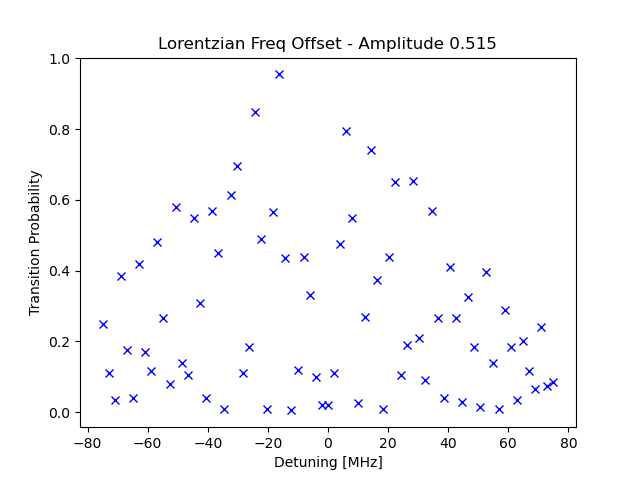 Lorentzian Freq Offset - Amplitude 0.515
1.0
0.8
0.6
0.4
0.2
0.0
Transition Probability
−80 −60 −40 −20 0 20 40 60 80
Detuning [MHz]